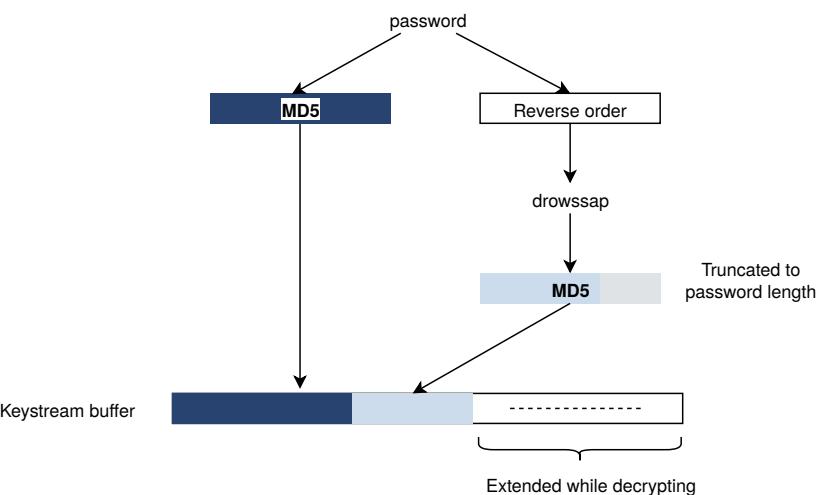 password
MD5
Reverse order
drowssap
MD5
Truncated to
password length
Keystream buffer
Extended while decrypting